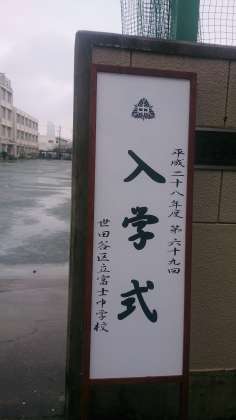 平成二十八年度 第六十九回
入学式
世田谷区立富士中学校